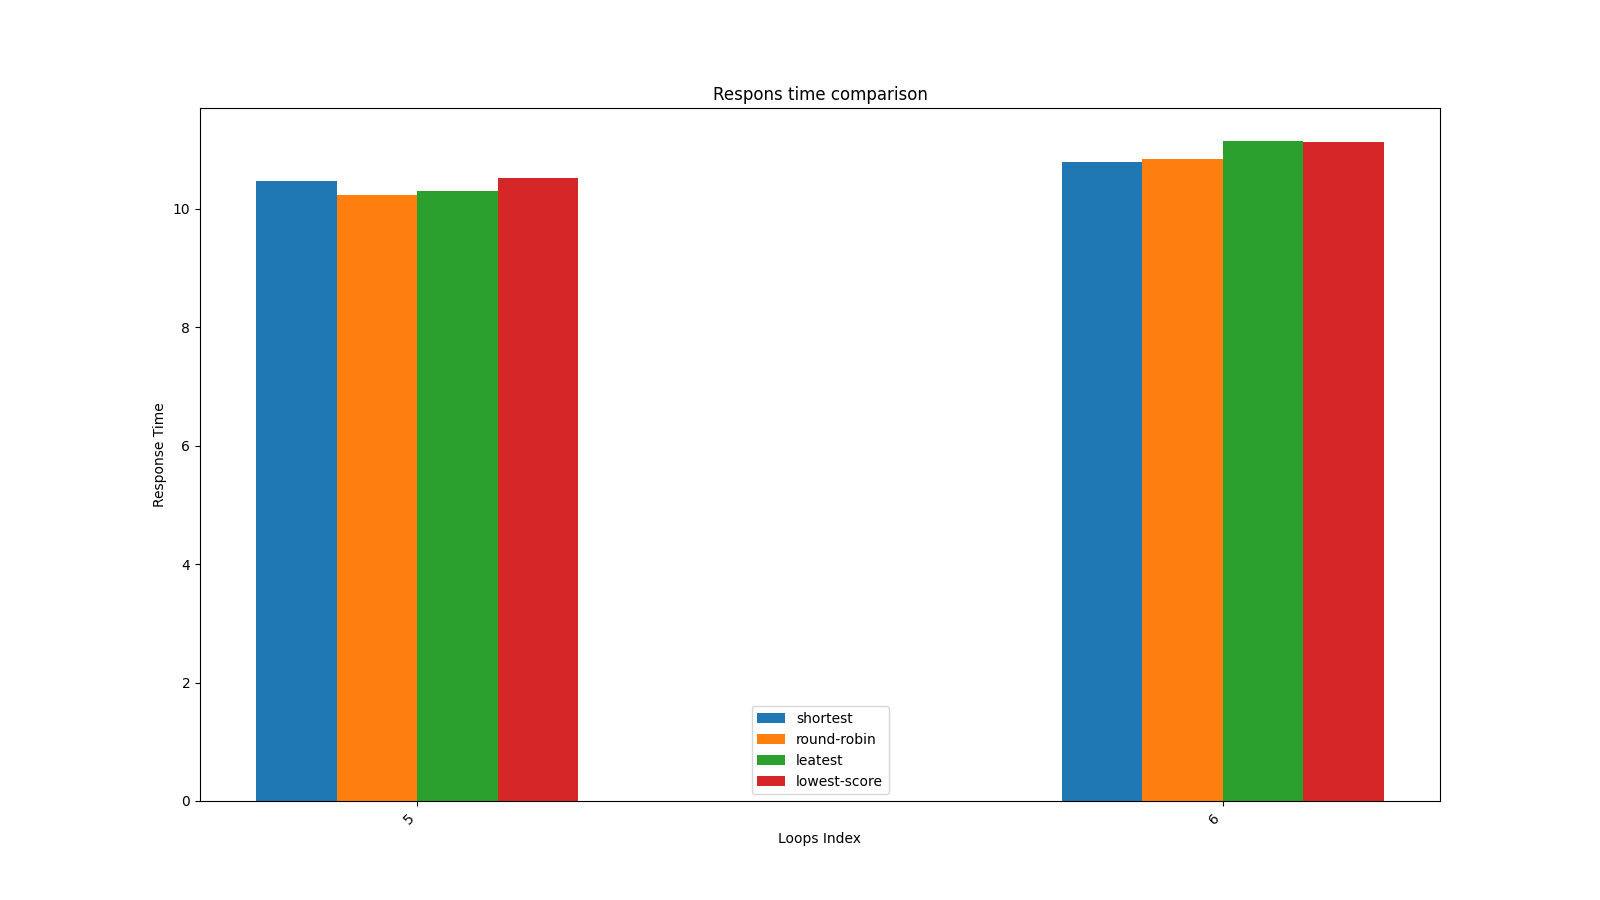 Respons time comparison
10
8
6
4
2
0
Response Time
shortest
round-robin
leatest
lowest-score
5
6
Loops Index